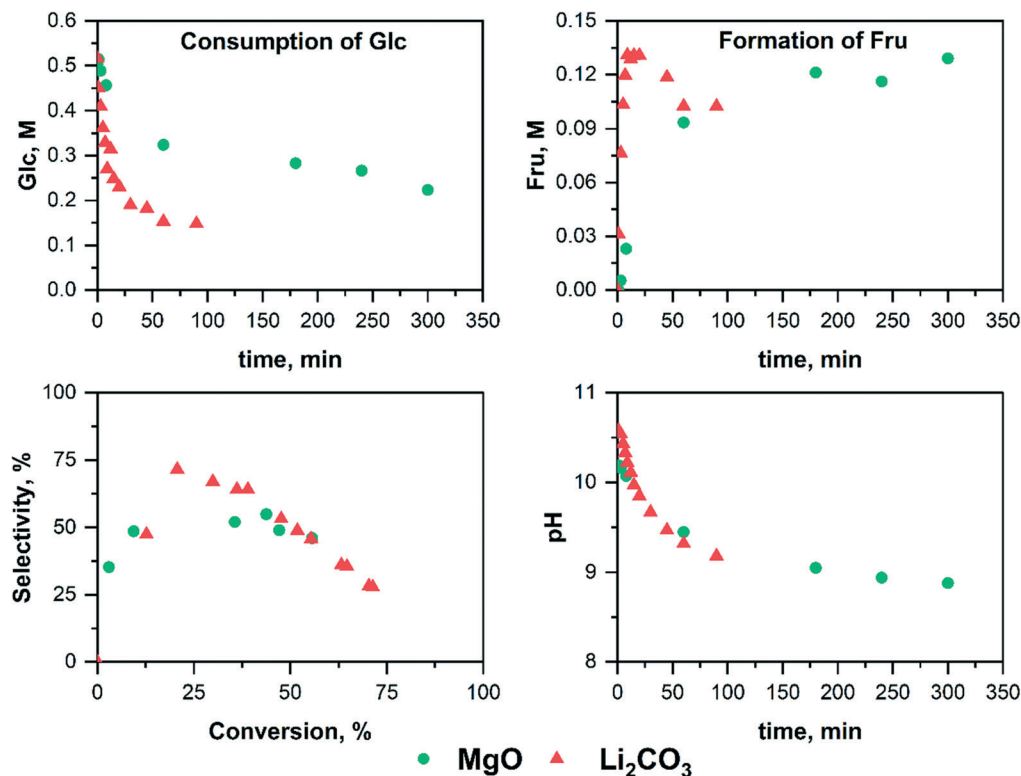 Consumption of Glc
Glc, M
0.6
0.5
0.4
0.3
0.2
0.1
0.0
0 50 100 150 200 250 300 350
time, min
Formation of Fru
Fru, M
0.15
0.12
0.09
0.06
0.03
0.00
0 50 100 150 200 250 300 350
time, min
Selectivity, %
100
75
50
25
0
0 25 50 75 100
Conversion, %
pH
11
10
9
8
0 50 100 150 200 250 300 350
time, min
MgO Li₂CO₃